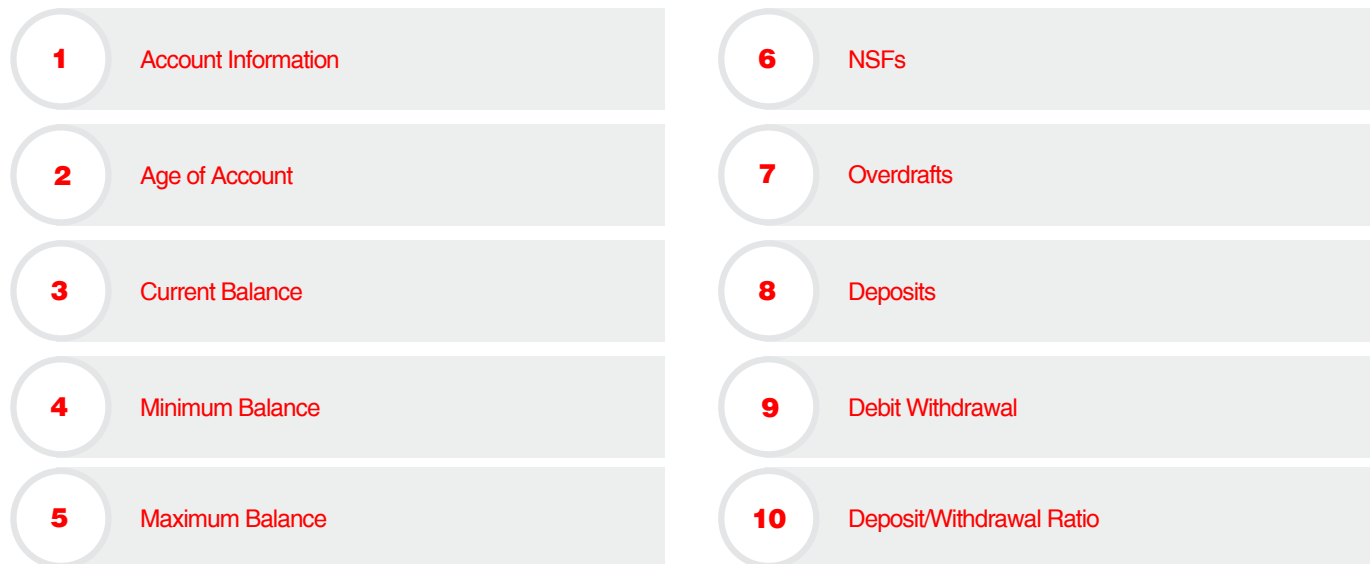 1
Account Information
2
Age of Account
3
Current Balance
4
Minimum Balance
5
Maximum Balance
6
NSFs
7
Overdrafts
8
Deposits
9
Debit Withdrawal
10
Deposit/Withdrawal Ratio